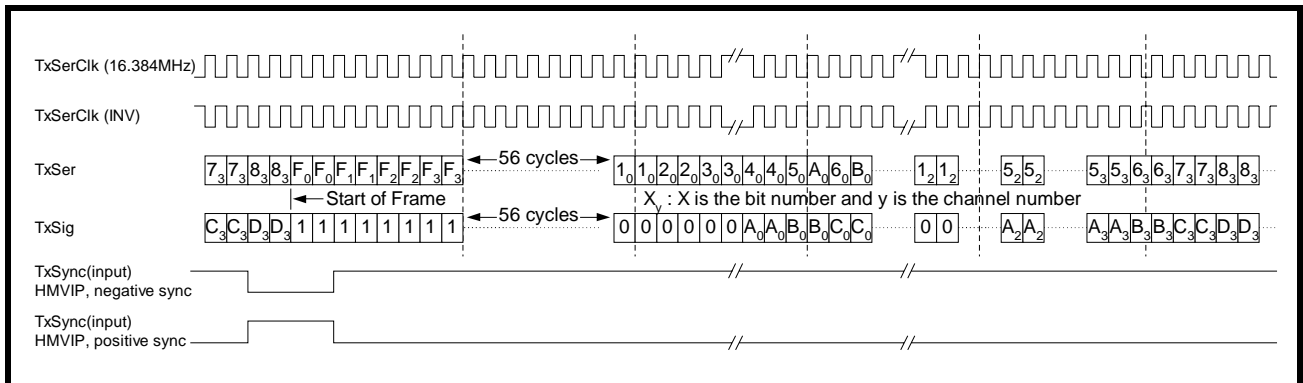 TxSerClk (16.384MHz)
TxSerClk (INV)
TxSer 7₃ 7₃ 8₃ 8₃ F₀ F₀ F₁ F₁ F₂ F₂ F₃ F₃ 56 cycles 1₀ 1₀ 2₀ 2₀ 3₀ 3₀ 4₀ 4₀ 5₀ A₀ 6₀ B₀ 1₂ 1₂ 5₂ 5₂ 5₃ 5₃ 6₃ 6₃ 7₃ 7₃ 8₃ 8₃
Start of Frame Xy : X is the bit number and y is the channel number
TxSig C₃ C₃ D₃ D₃ 1 1 1 1 1 1 1 1 56 cycles 0 0 0 0 0 0 A₀ A₀ B₀ B₀ C₀ C₀ 0 0 A₂ A₂ A₃ A₃ B₃ B₃ C₃ C₃ D₃ D₃
TxSync(input)
HMVIP, negative sync
TxSync(input)
HMVIP, positive sync